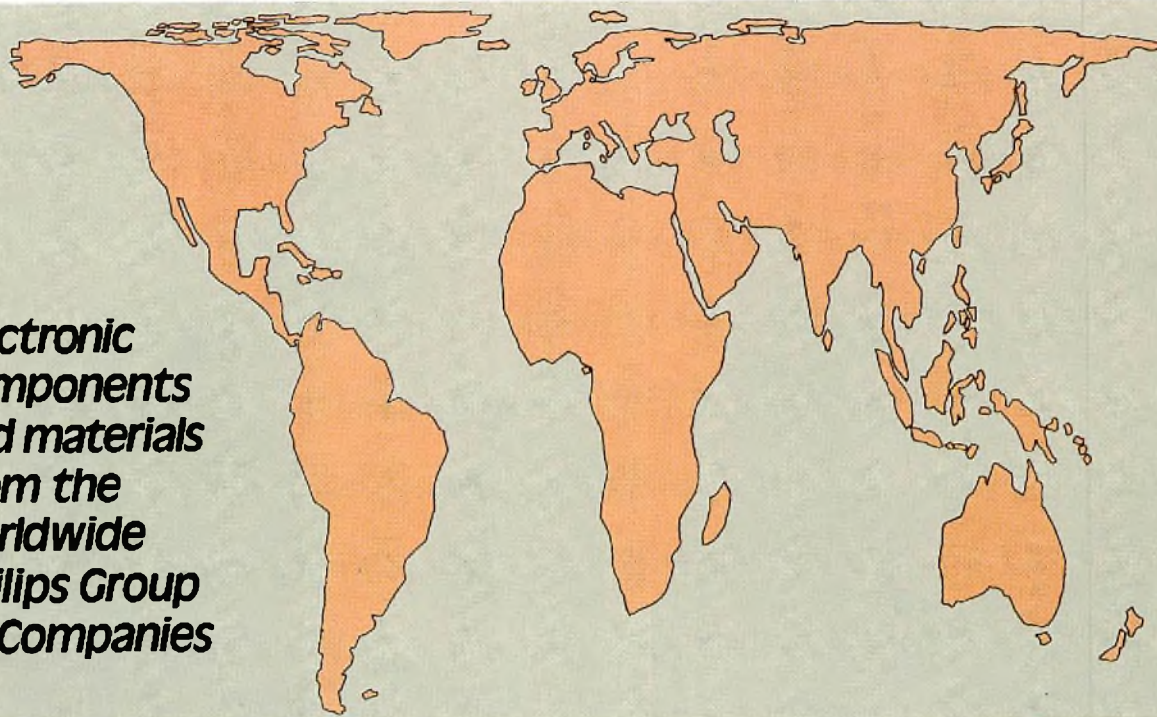 ctronic
mponents
d materials
m the
rldwide
ilips Group
Companies